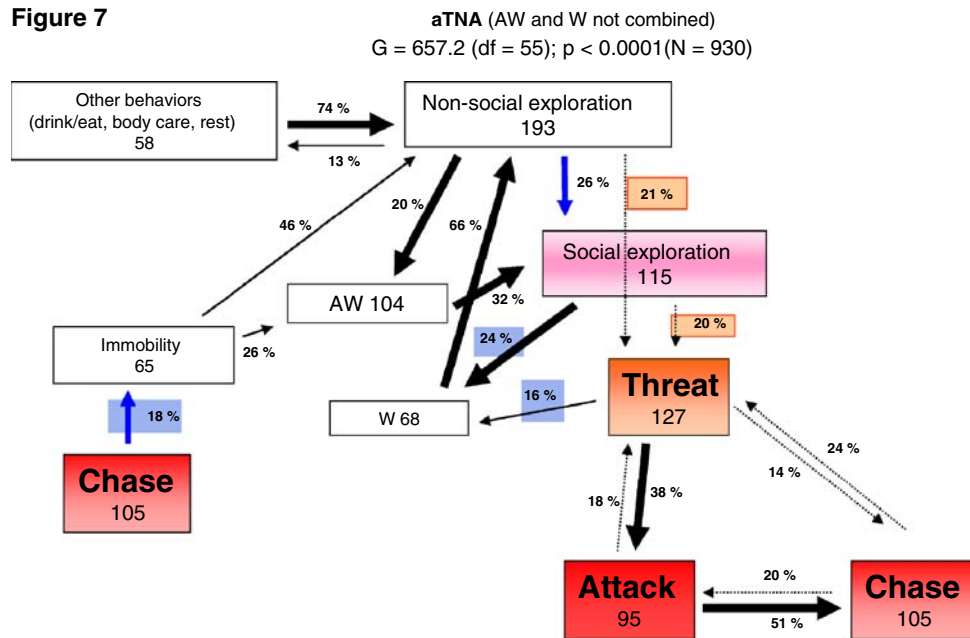 Figure 7
aTNA (AW and W not combined)
G = 657.2 (df = 55); p < 0.0001(N = 930)
Other behaviors
(drink/eat, body care, rest)
58
74 %
13 %
Non-social exploration
193
46 %
20 %
66 %
26 %
21 %
Social exploration
115
AW 104
32 %
24 %
20 %
Immobility
65
26 %
W 68
16 %
Threat
127
18 %
Chase
105
18 %
38 %
24 %
14 %
Attack
95
20 %
51 %
Chase
105